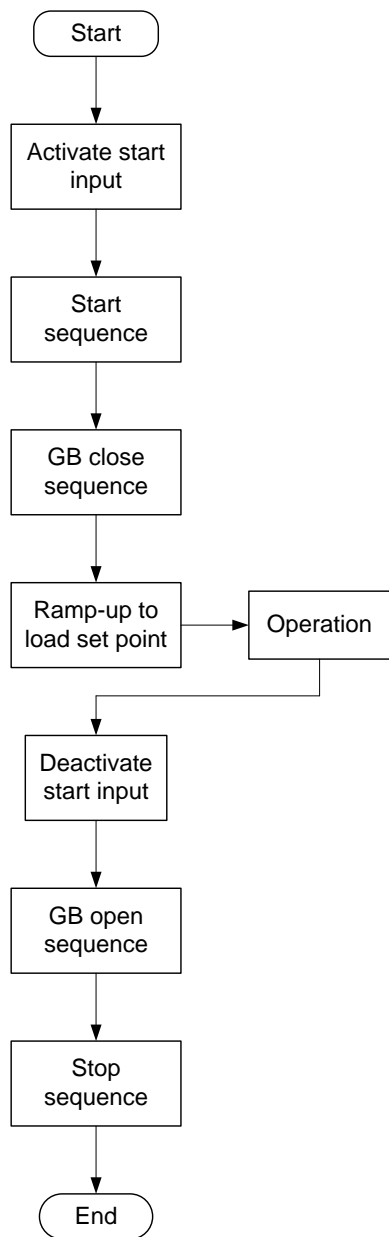 Start
Activate start
input
Start
sequence
GB close
sequence
Ramp-up to
load set point
Operation
Deactivate
start input
GB open
sequence
Stop
sequence
End